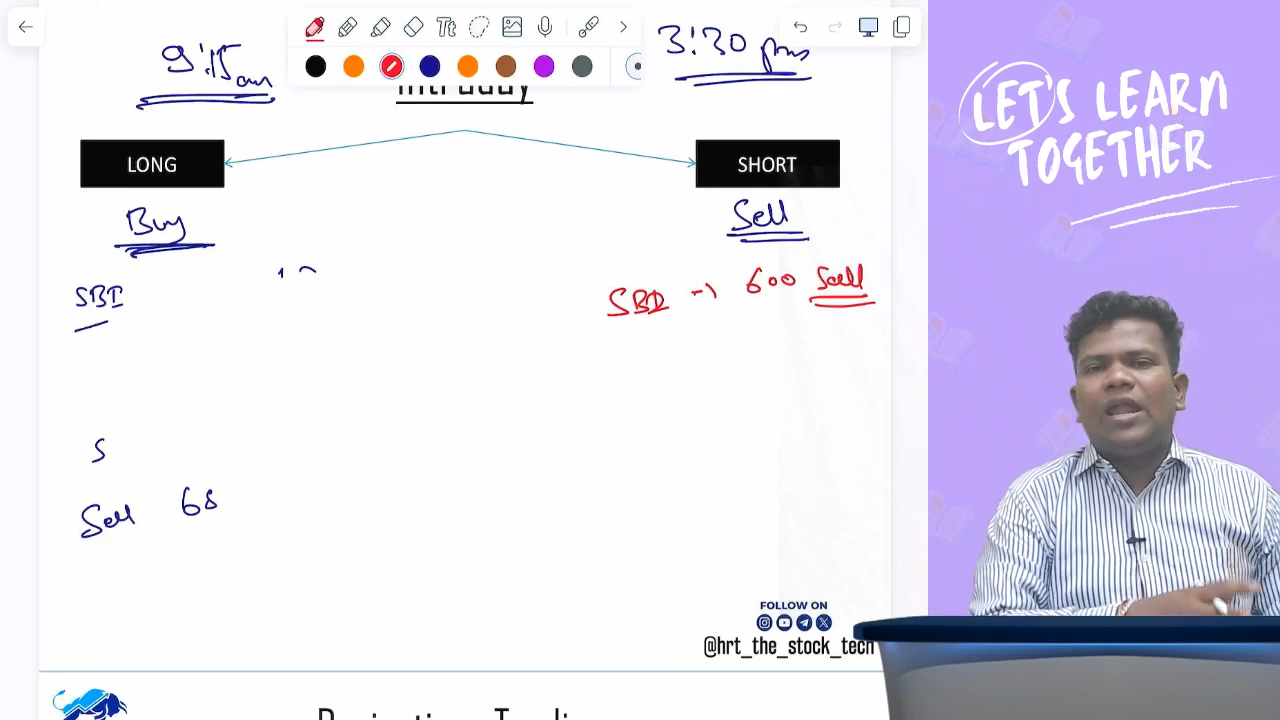 9:15 am
3:30 pm
Intraday
LONG
SHORT
Buy
Sell
SBI
SBI → 600 Sell
S
Sell 68
FOLLOW ON
@hrt_the_stock_tech
LET'S LEARN
TOGETHER